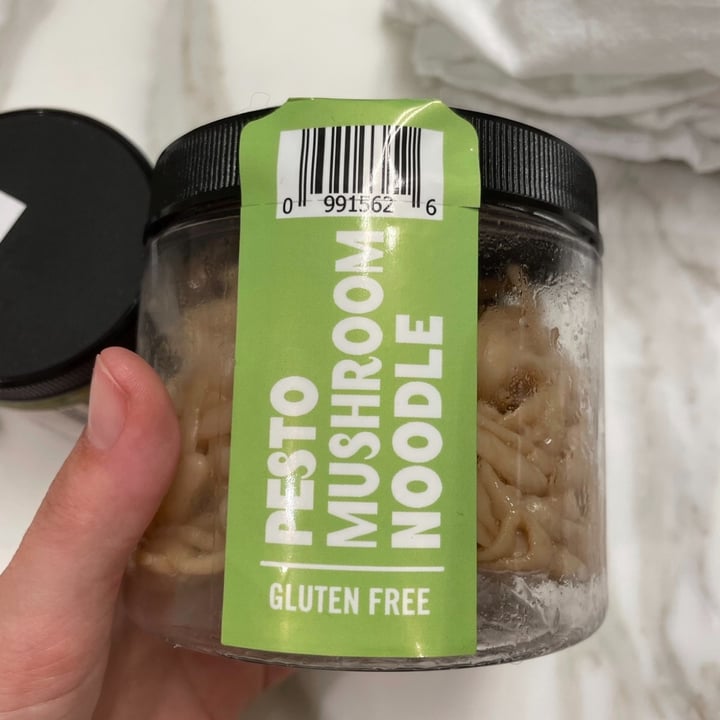 0 991562 6
PESTO
MUSHROOM
NOODLE
GLUTEN FREE